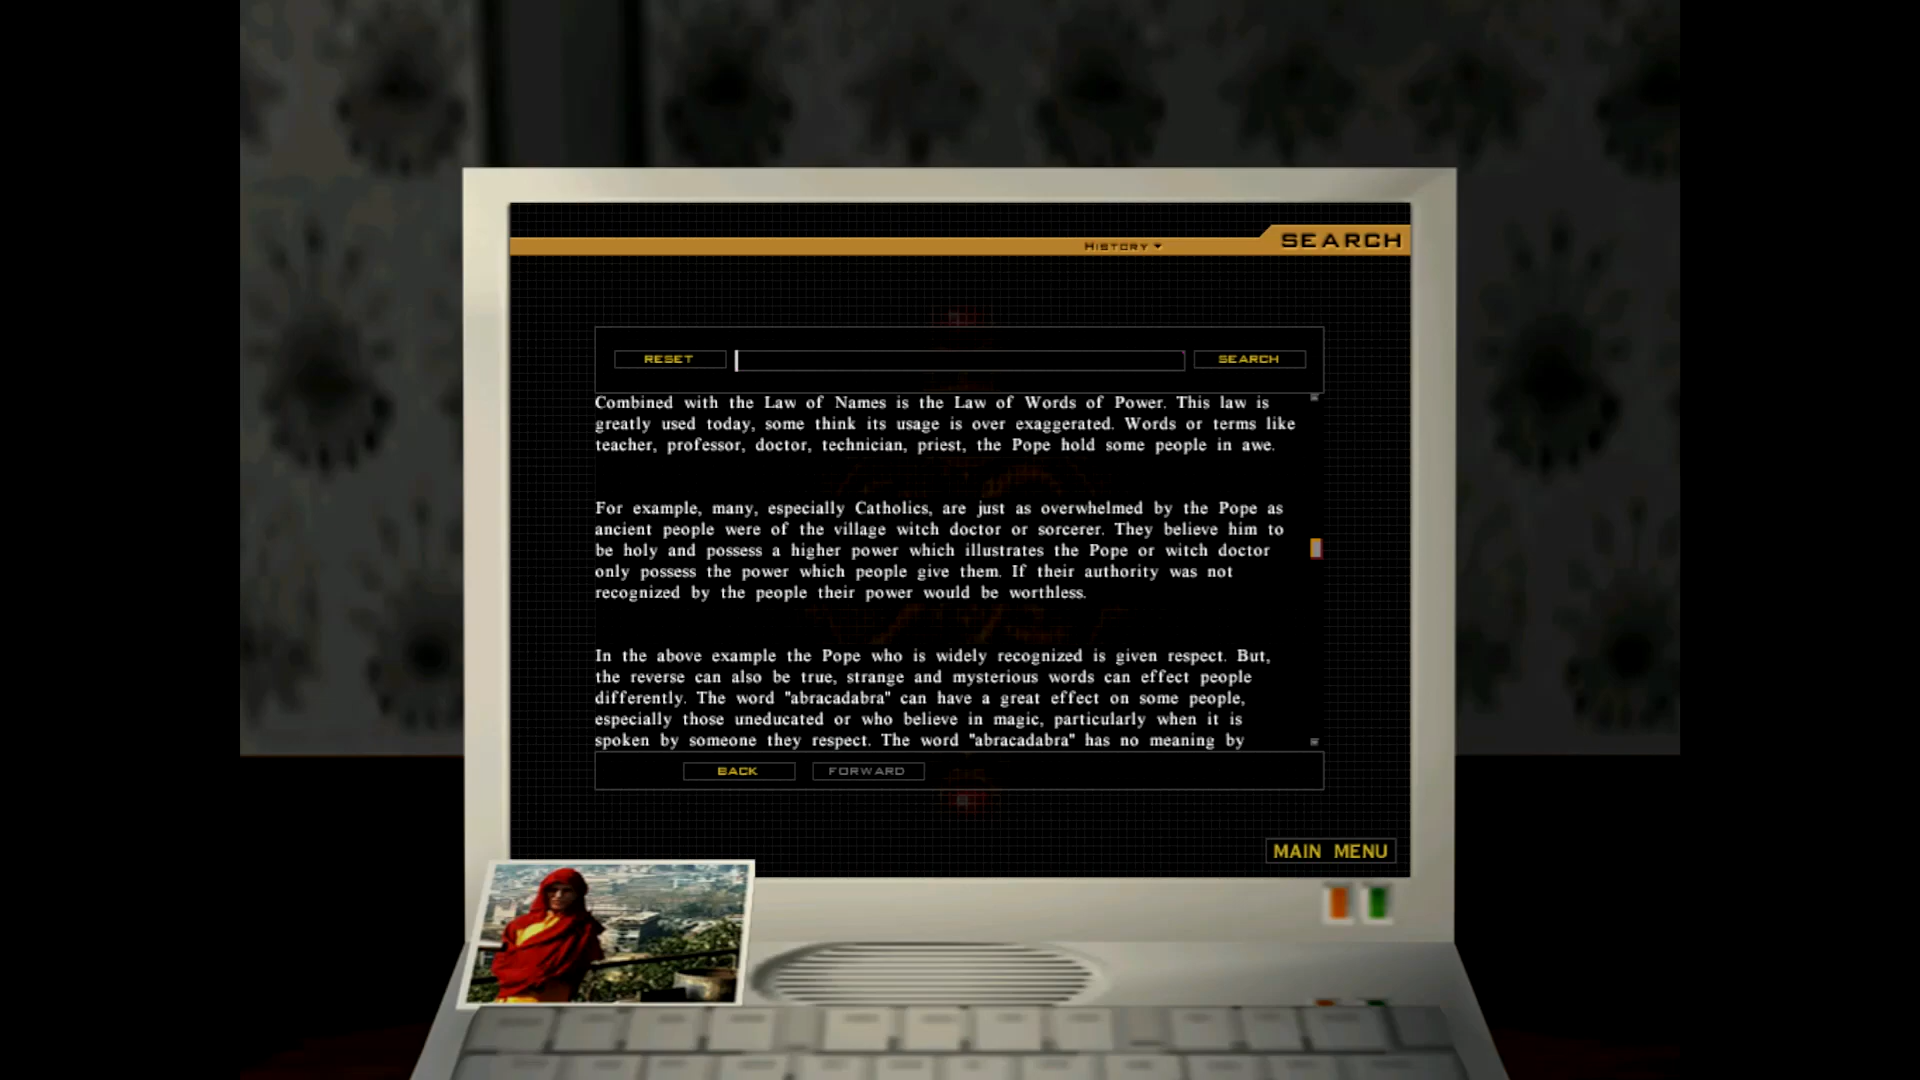 History
SEARCH
RESET
SEARCH
Combined with the Law of Names is the Law of Words of Power. This law is
greatly used today, some think its usage is over exaggerated. Words or terms like
teacher, professor, doctor, technician, priest, the Pope hold some people in awe.
For example, many, especially Catholics, are just as overwhelmed by the Pope as
ancient people were of the village witch doctor or sorcerer. They believe him to
be holy and possess a higher power which illustrates the Pope or witch doctor
only possess the power which people give them. If their authority was not
recognized by the people their power would be worthless.
In the above example the Pope who is widely recognized is given respect. But,
the reverse can also be true, strange and mysterious words can effect people
differently. The word "abracadabra" can have a great effect on some people,
especially those uneducated or who believe in magic, particularly when it is
spoken by someone they respect. The word "abracadabra" has no meaning by
BACK
FORWARD
MAIN MENU